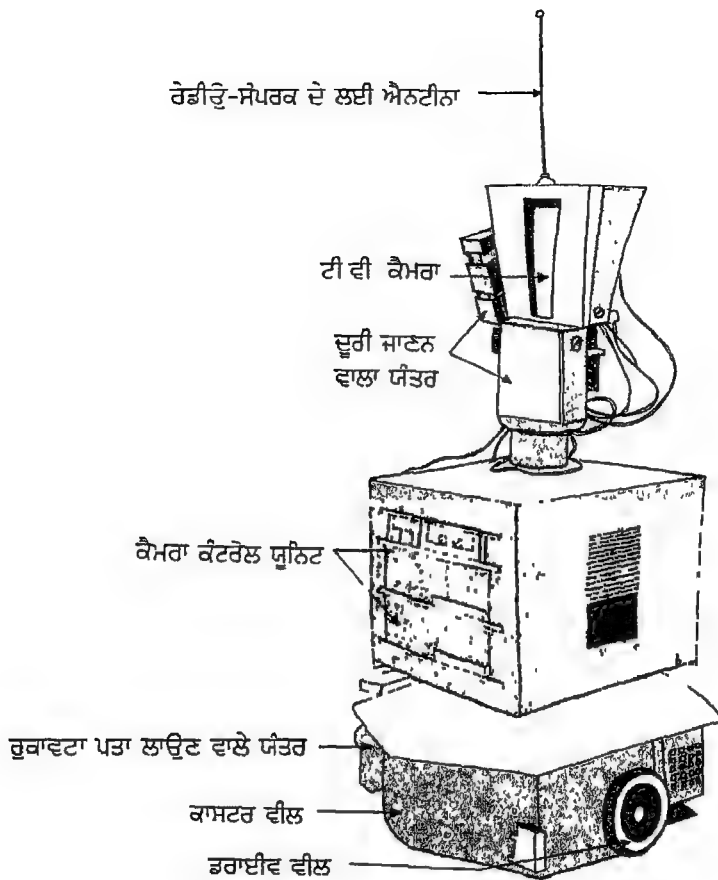 ਰੇਡੀਓ-ਸੰਪਰਕ ਦੇ ਲਈ ਐਨਟੀਨਾ
ਟੀ ਵੀ ਕੈਮਰਾ
ਦੂਰੀ ਜਾਣਨ
ਵਾਲਾ ਯੰਤਰ
ਕੈਮਰਾ ਕੰਟਰੋਲ ਯੂਨਿਟ
ਰੁਕਾਵਟਾ ਪਤਾ ਲਾਉਣ ਵਾਲੇ ਯੰਤਰ
ਕਾਸਟਰ ਵੀਲ
ਡਰਾਈਵ ਵੀਲ